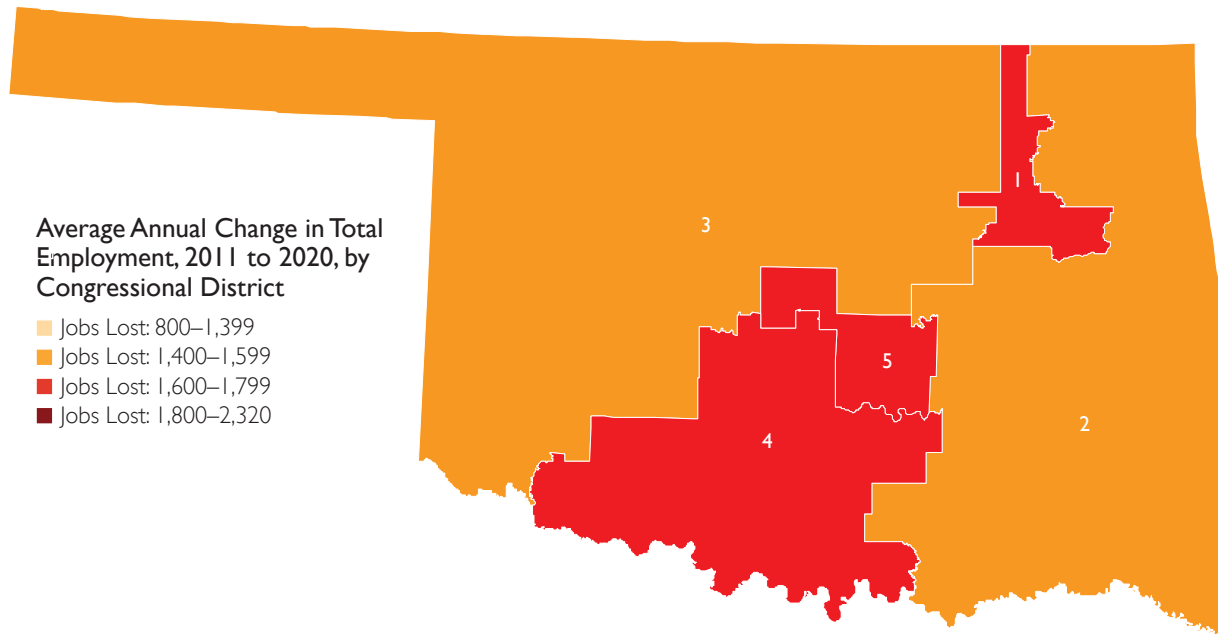 Average Annual Change in Total
Employment, 2011 to 2020, by
Congressional District
Jobs Lost: 800–1,399
Jobs Lost: 1,400–1,599
Jobs Lost: 1,600–1,799
Jobs Lost: 1,800–2,320
1
3
5
2
4